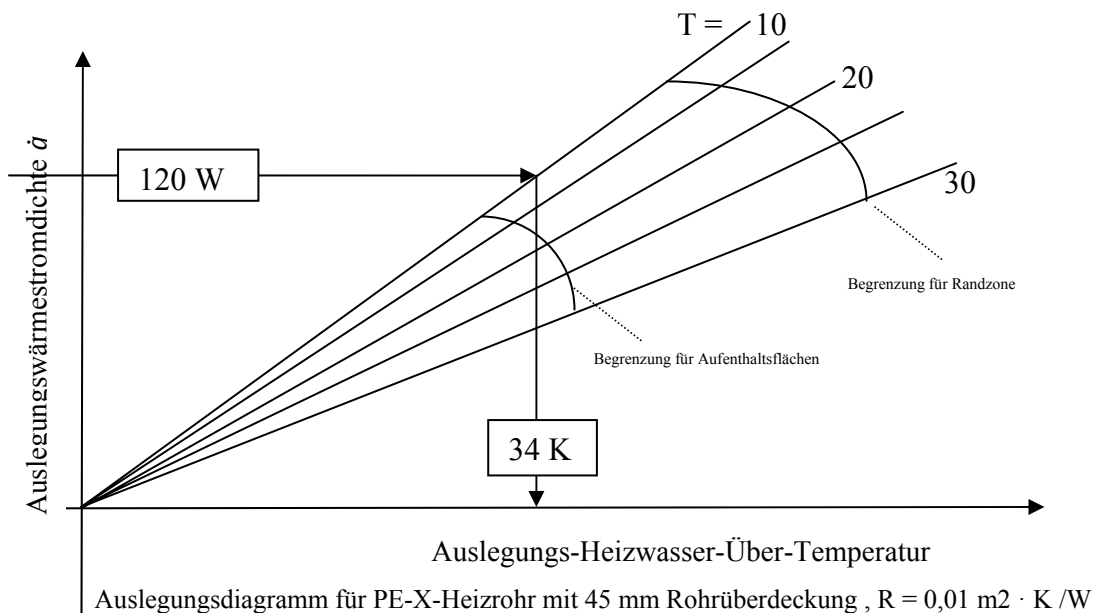 T = 10
20
120 W
30
Auslegungswärmestromdichte q̇
Begrenzung für Randzone
Begrenzung für Aufenthaltsflächen
34 K
Auslegungs-Heizwasser-Über-Temperatur
Auslegungsdiagramm für PE-X-Heizrohr mit 45 mm Rohrüberdeckung , R = 0,01 m2 · K /W